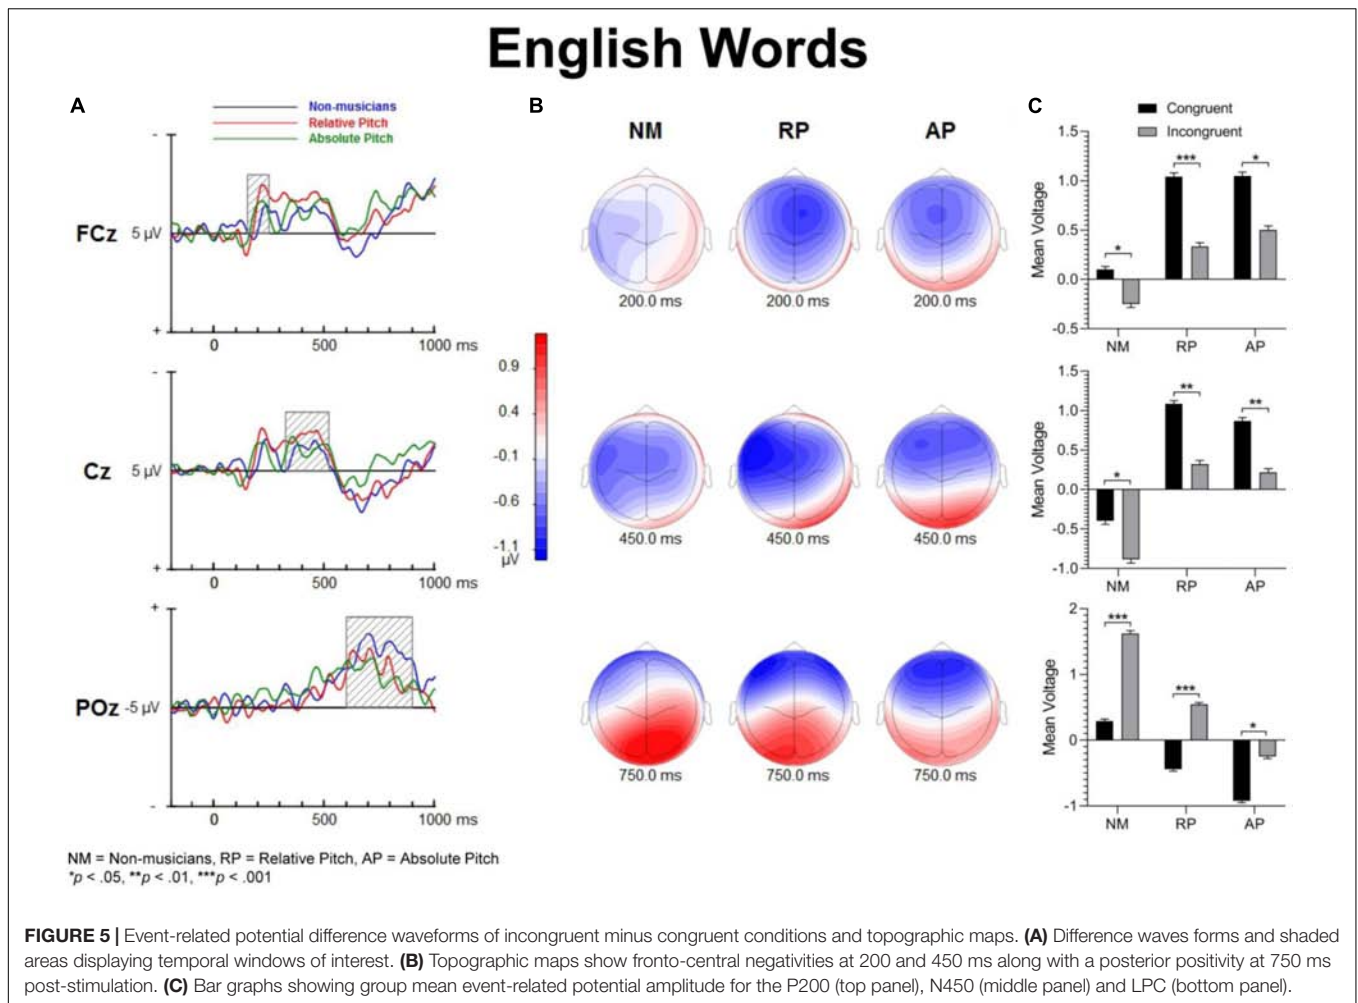 English Words
A
Non-musicians
Relative Pitch
Absolute Pitch
-
FCz 5 µV
+
0 500 1000 ms
-
Cz 5 µV
+
0 500 1000 ms
+
POz -5 µV
-
0 500 1000 ms
NM = Non-musicians, RP = Relative Pitch, AP = Absolute Pitch
*p < .05, **p < .01, ***p < .001
B
NM RP AP
200.0 ms 200.0 ms 200.0 ms
0.9
0.4
-0.1
-0.6
-1.1
µV
450.0 ms 450.0 ms 450.0 ms
750.0 ms 750.0 ms 750.0 ms
C
Congruent
Incongruent
Mean Voltage
1.5
1.0
0.5
0.0
-0.5
* *** *
NM RP AP
Mean Voltage
1.5
1.0
0.5
0.0
-0.5
-1.0
* ** **
NM RP AP
Mean Voltage
2
1
0
-1
*** *** *
NM RP AP
FIGURE 5 | Event-related potential difference waveforms of incongruent minus congruent conditions and topographic maps. (A) Difference waves forms and shaded
areas displaying temporal windows of interest. (B) Topographic maps show fronto-central negativities at 200 and 450 ms along with a posterior positivity at 750 ms
post-stimulation. (C) Bar graphs showing group mean event-related potential amplitude for the P200 (top panel), N450 (middle panel) and LPC (bottom panel).